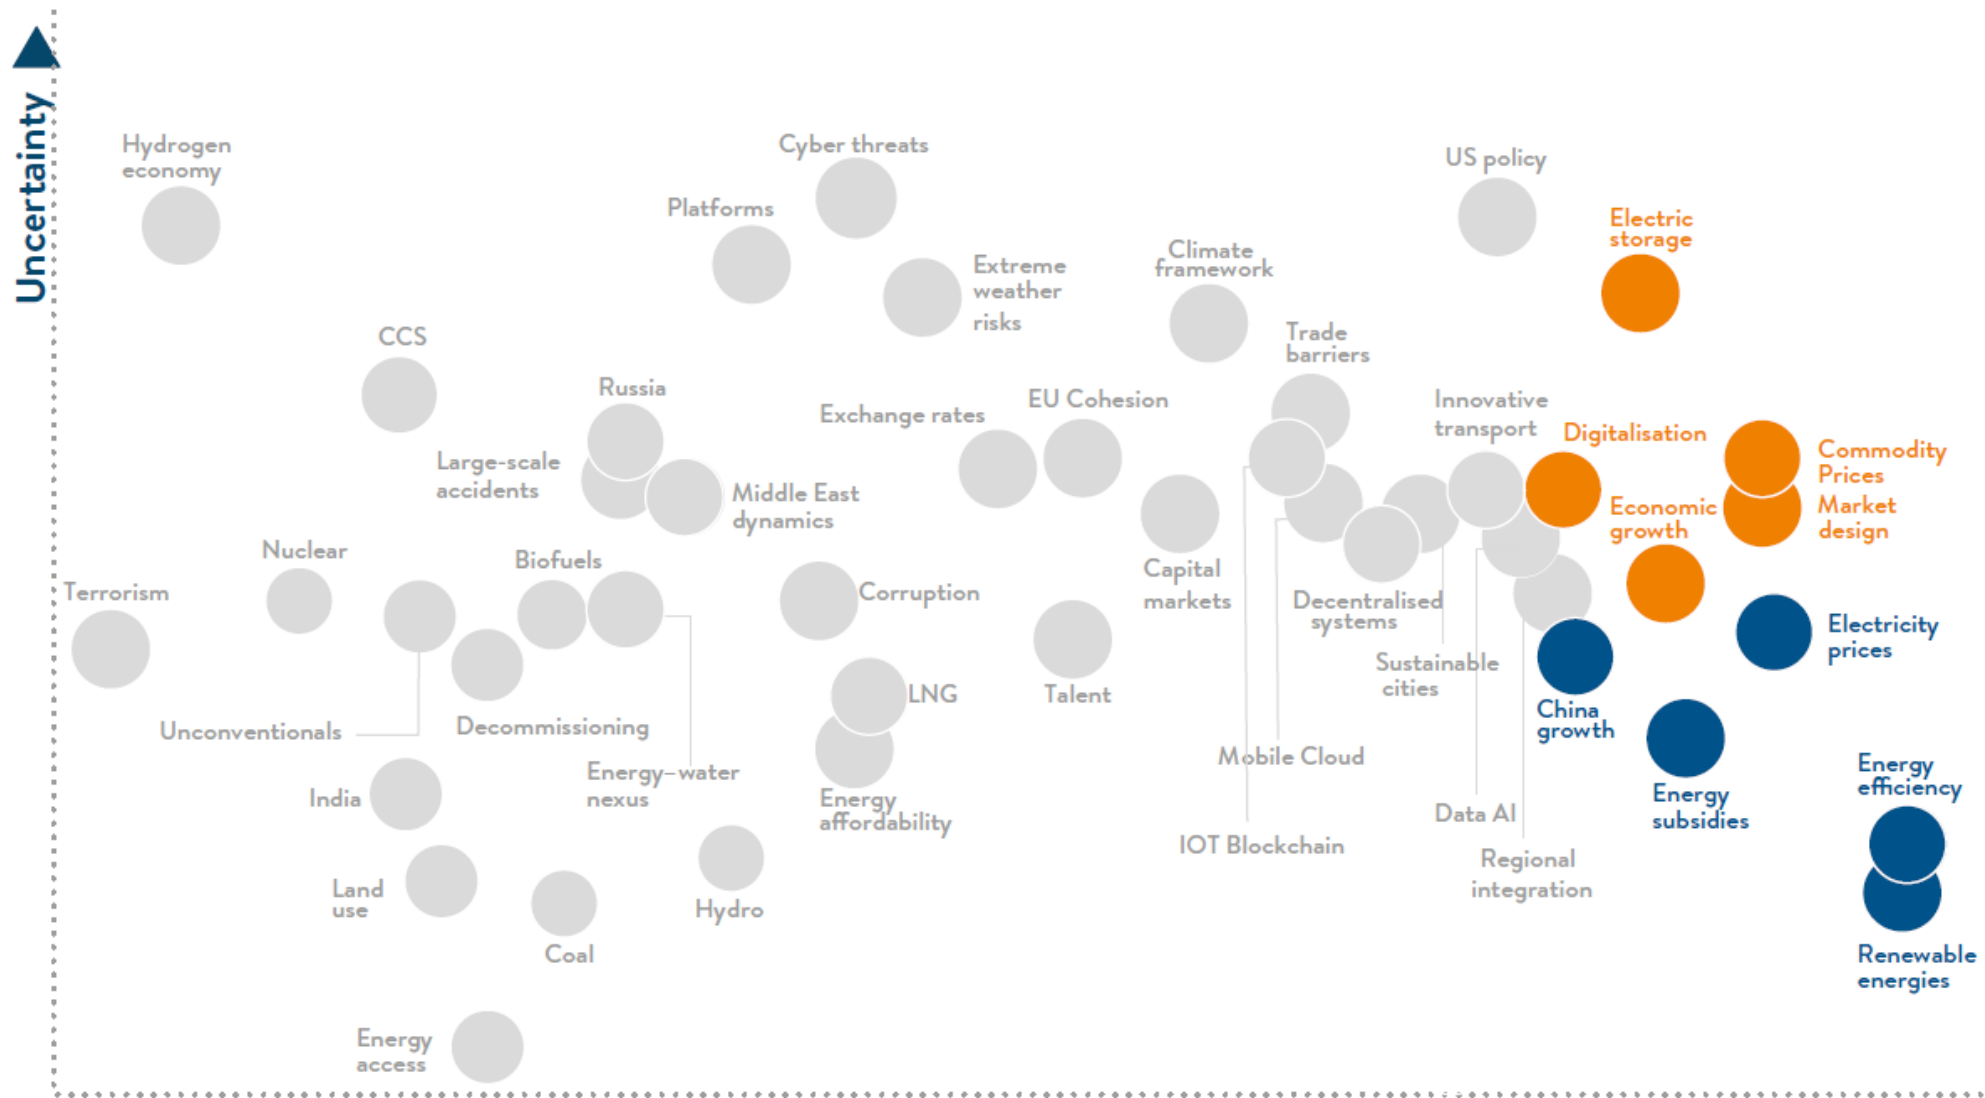 Uncertainty
Hydrogen
economy
Cyber threats
US policy
Platforms
Electric
storage
Climate
framework
Extreme
weather
risks
Trade
barriers
CCS
Russia
EU Cohesion
Innovative
transport
Exchange rates
Digitalisation
Commodity
Prices
Large-scale
accidents
Middle East
dynamics
Economic
growth
Market
design
Nuclear
Biofuels
Capital
markets
Terrorism
Corruption
Decentralised
systems
Electricity
prices
Sustainable
cities
Talent
LNG
China
growth
Unconventionals
Decommissioning
Mobile Cloud
Energy–water
nexus
Energy
efficiency
India
Energy
affordability
Energy
subsidies
Data AI
IOT Blockchain
Regional
integration
Land
use
Hydro
Coal
Renewable
energies
Energy
access